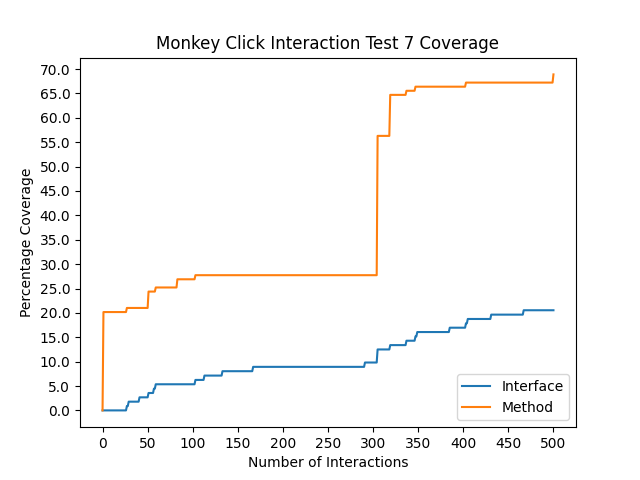 Monkey Click Interaction Test 7 Coverage
Percentage Coverage
70.0
65.0
60.0
55.0
50.0
45.0
40.0
35.0
30.0
25.0
20.0
15.0
10.0
5.0
0.0
Interface
Method
0 50 100 150 200 250 300 350 400 450 500
Number of Interactions